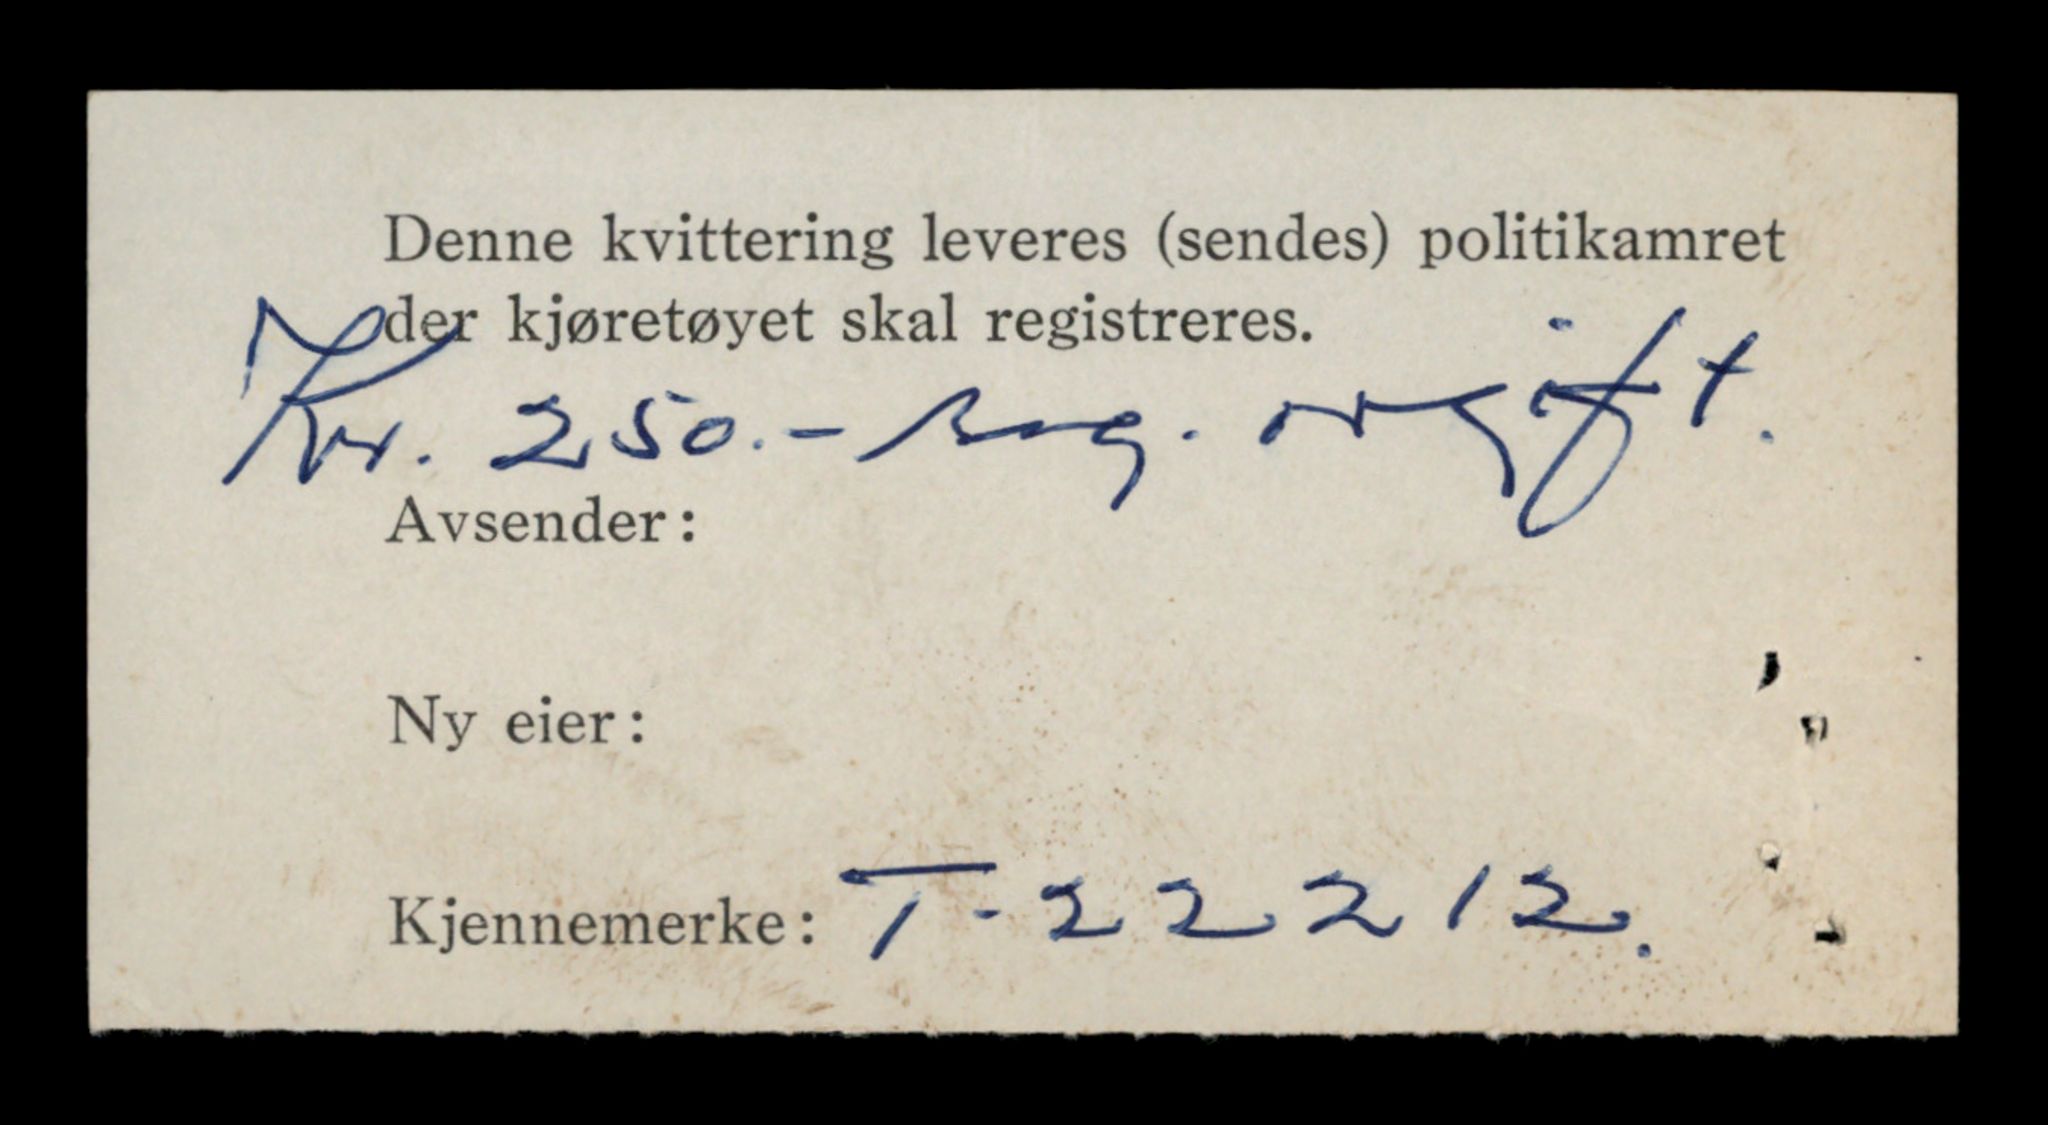 Denne kvittering leveres (sendes) politikamret
der kjøretøyet skal registreres.
Kr. 250.- reg. avgift.
Avsender:
Ny eier:
Kjennemerke: T-22212.